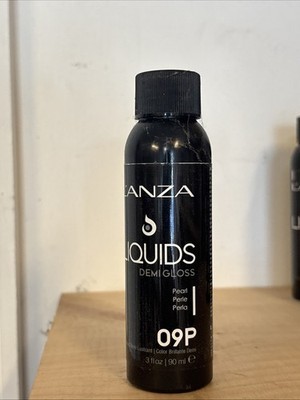 ANZA
LIQUIDS
DEMI GLOSS
Pearl
Perle
Perla
09P
3 fl oz | 90 ml ℮